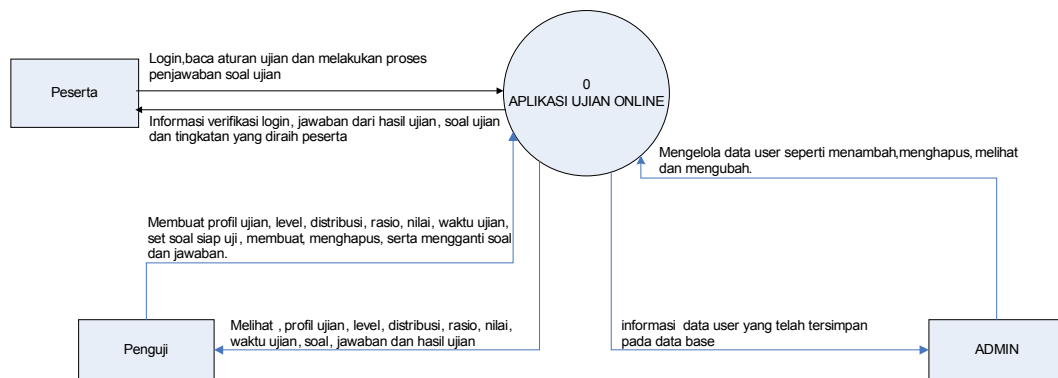 Login,baca aturan ujian dan melakukan proses
penjawaban soal ujian
Peserta
0
APLIKASI UJIAN ONLINE
Informasi verifikasi login, jawaban dari hasil ujian, soal ujian
dan tingkatan yang diraih peserta
Mengelola data user seperti menambah,menghapus, melihat
dan mengubah.
Membuat profil ujian, level, distribusi, rasio, nilai, waktu ujian,
set soal siap uji, membuat, menghapus, serta mengganti soal
dan jawaban.
Penguji
Melihat , profil ujian, level, distribusi, rasio, nilai,
waktu ujian, soal, jawaban dan hasil ujian
informasi data user yang telah tersimpan
pada data base
ADMIN